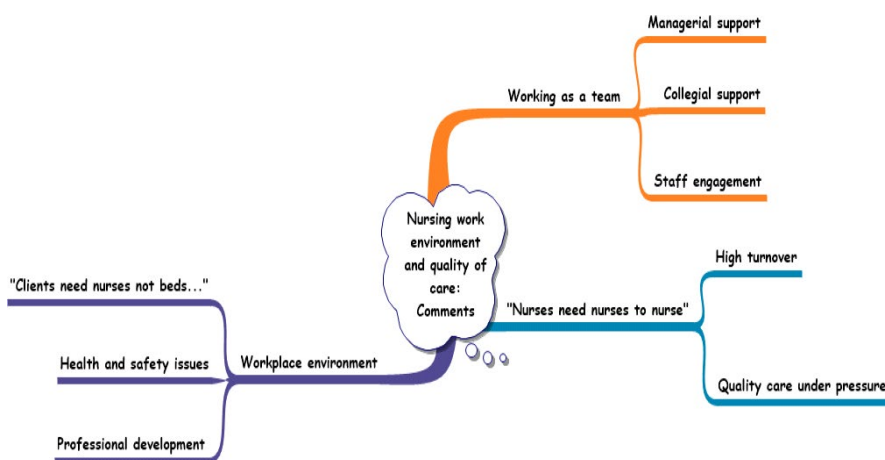 Nursing work
environment
and quality of
care:
Comments
Working as a team
Managerial support
Collegial support
Staff engagement
"Nurses need nurses to nurse"
High turnover
Quality care under pressure
Workplace environment
"Clients need nurses not beds..."
Health and safety issues
Professional development